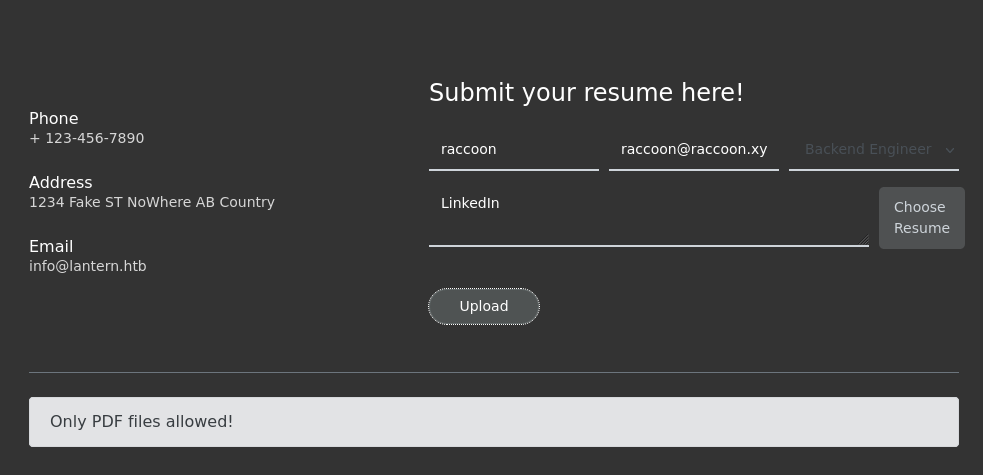 Submit your resume here!
Phone
+ 123-456-7890
raccoon
raccoon@raccoon.xy
Backend Engineer
Address
1234 Fake ST NoWhere AB Country
LinkedIn
Choose
Resume
Email
info@lantern.htb
Upload
Only PDF files allowed!